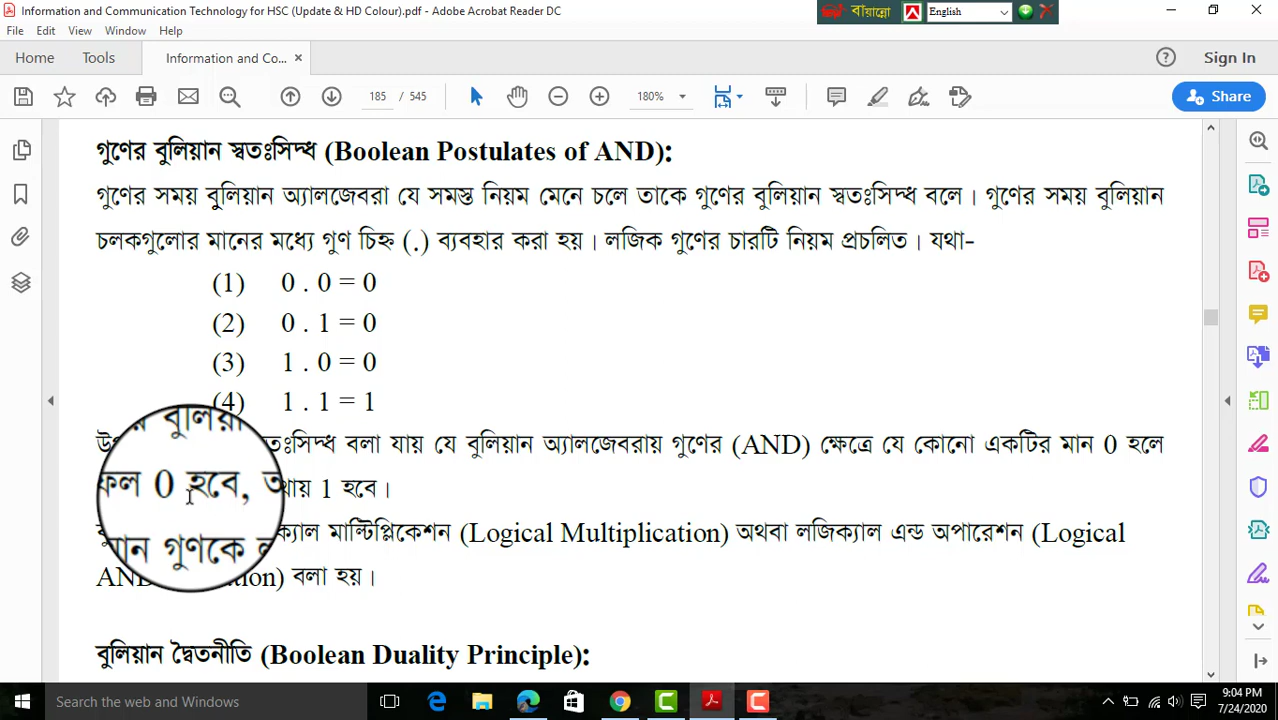 Information and Communication Technology for HSC (Update & HD Colour).pdf - Adobe Acrobat Reader DC
বায়ান্নো English
File Edit View Window Help
Home Tools Information and Co... × Sign In
185 / 545 180% Share
গুণের বুলিয়ান স্বতঃসিদ্ধ (Boolean Postulates of AND):
গুণের সময় বুলিয়ান অ্যালজেবরা যে সমস্ত নিয়ম মেনে চলে তাকে গুণের বুলিয়ান স্বতঃসিদ্ধ বলে। গুণের সময় বুলিয়ান
চলকগুলোর মানের মধ্যে গুণ চিহ্ন (.) ব্যবহার করা হয়। লজিক গুণের চারটি নিয়ম প্রচলিত। যথা-
(1) 0 . 0 = 0
(2) 0 . 1 = 0
(3) 1 . 0 = 0
(4) 1 . 1 = 1
বলা যায় যে বুলিয়ান অ্যালজেবরায় গুণের (AND) ক্ষেত্রে যে কোনো একটির মান 0 হলে
ফল 0 হবে, 1 হবে।
গুণকে মাল্টিপ্লিকেশন (Logical Multiplication) অথবা লজিক্যাল এন্ড অপারেশন (Logical
বলা হয়।
বুলিয়ান দ্বৈতনীতি (Boolean Duality Principle):
Search the web and Windows
9:04 PM
7/24/2020